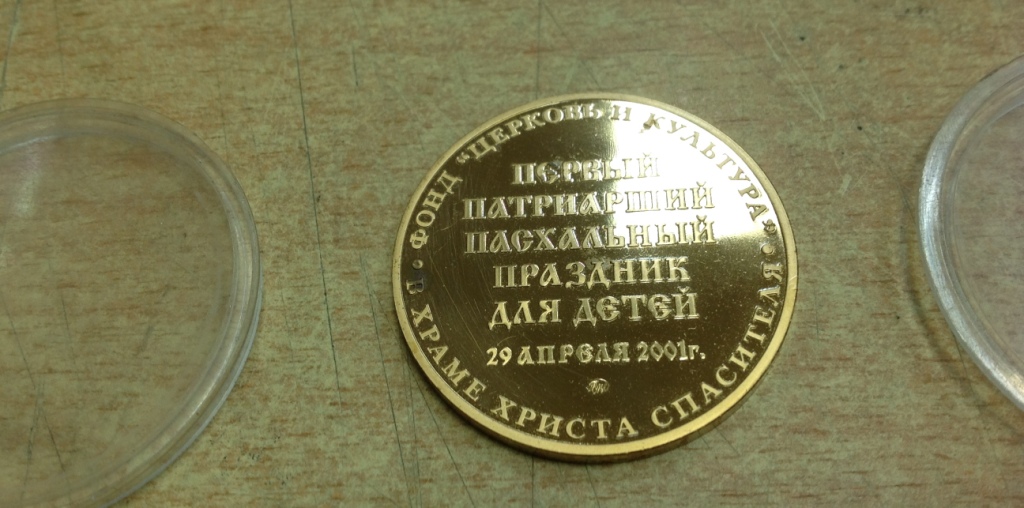 ФОНД "ЦЕРКОВЬ И КУЛЬТУРА"
ПЕРВЫЙ
ПАТРИАРШИЙ
ПАСХАЛЬНЫЙ
ПРАЗДНИК
ДЛЯ ДЕТЕЙ
29 АПРЕЛЯ 2001г.
• В ХРАМЕ ХРИСТА СПАСИТЕЛЯ •